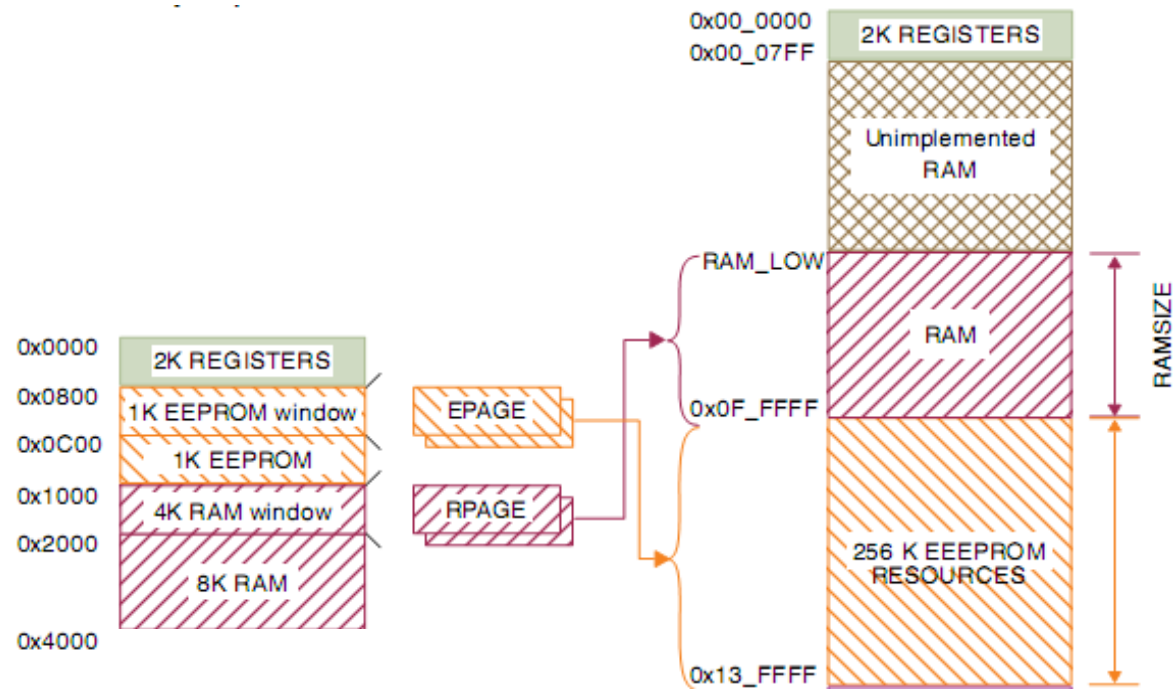 0x00_0000
2K REGISTERS
0x00_07FF
Unimplemented
RAM
RAM_LOW
RAM
RAMSIZE
0x0000
2K REGISTERS
0x0800
1K EEPROM window
EPAGE
0x0F_FFFF
0x0C00
1K EEPROM
0x1000
4K RAM window
RPAGE
0x2000
256 K EEEPROM
RESOURCES
8K RAM
0x4000
0x13_FFFF